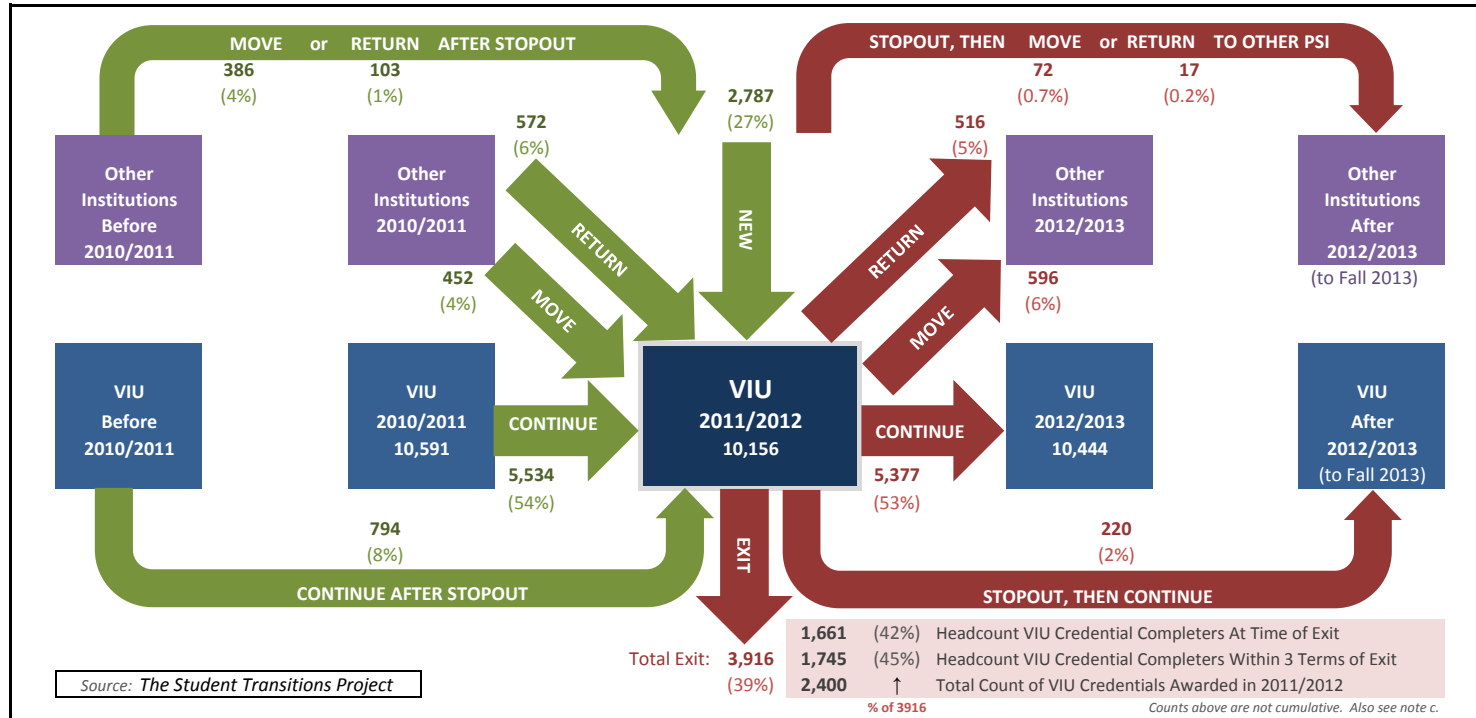 MOVE or RETURN AFTER STOPOUT
386 103
(4%) (1%)
STOPOUT, THEN MOVE or RETURN TO OTHER PSI
72 17
(0.7%) (0.2%)
2,787
(27%)
572
(6%)
516
(5%)
Other
Institutions
Before
2010/2011
Other
Institutions
2010/2011
NEW
Other
Institutions
2012/2013
Other
Institutions
After
2012/2013
(to Fall 2013)
RETURN
RETURN
452
(4%)
MOVE
MOVE
596
(6%)
VIU
Before
2010/2011
VIU
2010/2011
10,591
CONTINUE
5,534
(54%)
VIU
2011/2012
10,156
CONTINUE
5,377
(53%)
VIU
2012/2013
10,444
VIU
After
2012/2013
(to Fall 2013)
794
(8%)
CONTINUE AFTER STOPOUT
EXIT
220
(2%)
STOPOUT, THEN CONTINUE
Total Exit: 3,916
(39%)
1,661 (42%) Headcount VIU Credential Completers At Time of Exit
1,745 (45%) Headcount VIU Credential Completers Within 3 Terms of Exit
2,400 ↑ Total Count of VIU Credentials Awarded in 2011/2012
% of 3916
Counts above are not cumulative. Also see note c.
Source: The Student Transitions Project